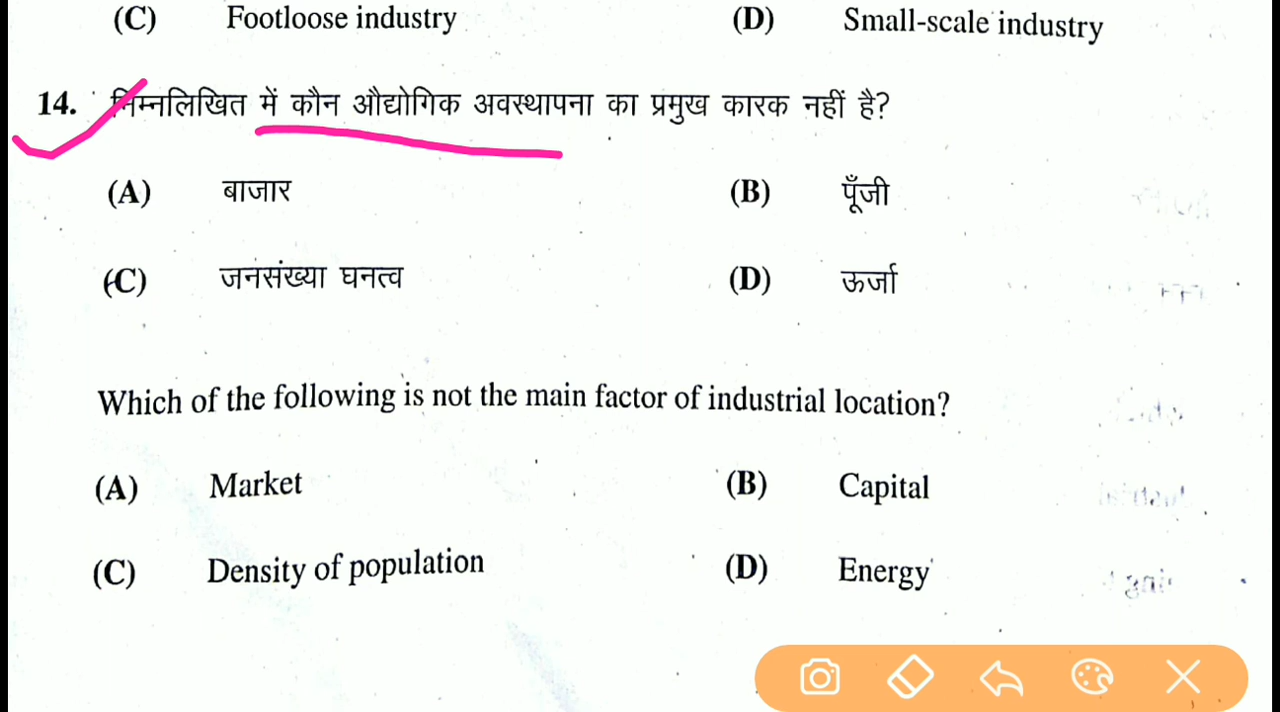 (C) Footloose industry (D) Small-scale industry
14. निम्नलिखित में कौन औद्योगिक अवस्थापना का प्रमुख कारक नहीं है?
(A) बाजार (B) पूँजी
(C) जनसंख्या घनत्व (D) ऊर्जा
Which of the following is not the main factor of industrial location?
(A) Market (B) Capital
(C) Density of population (D) Energy